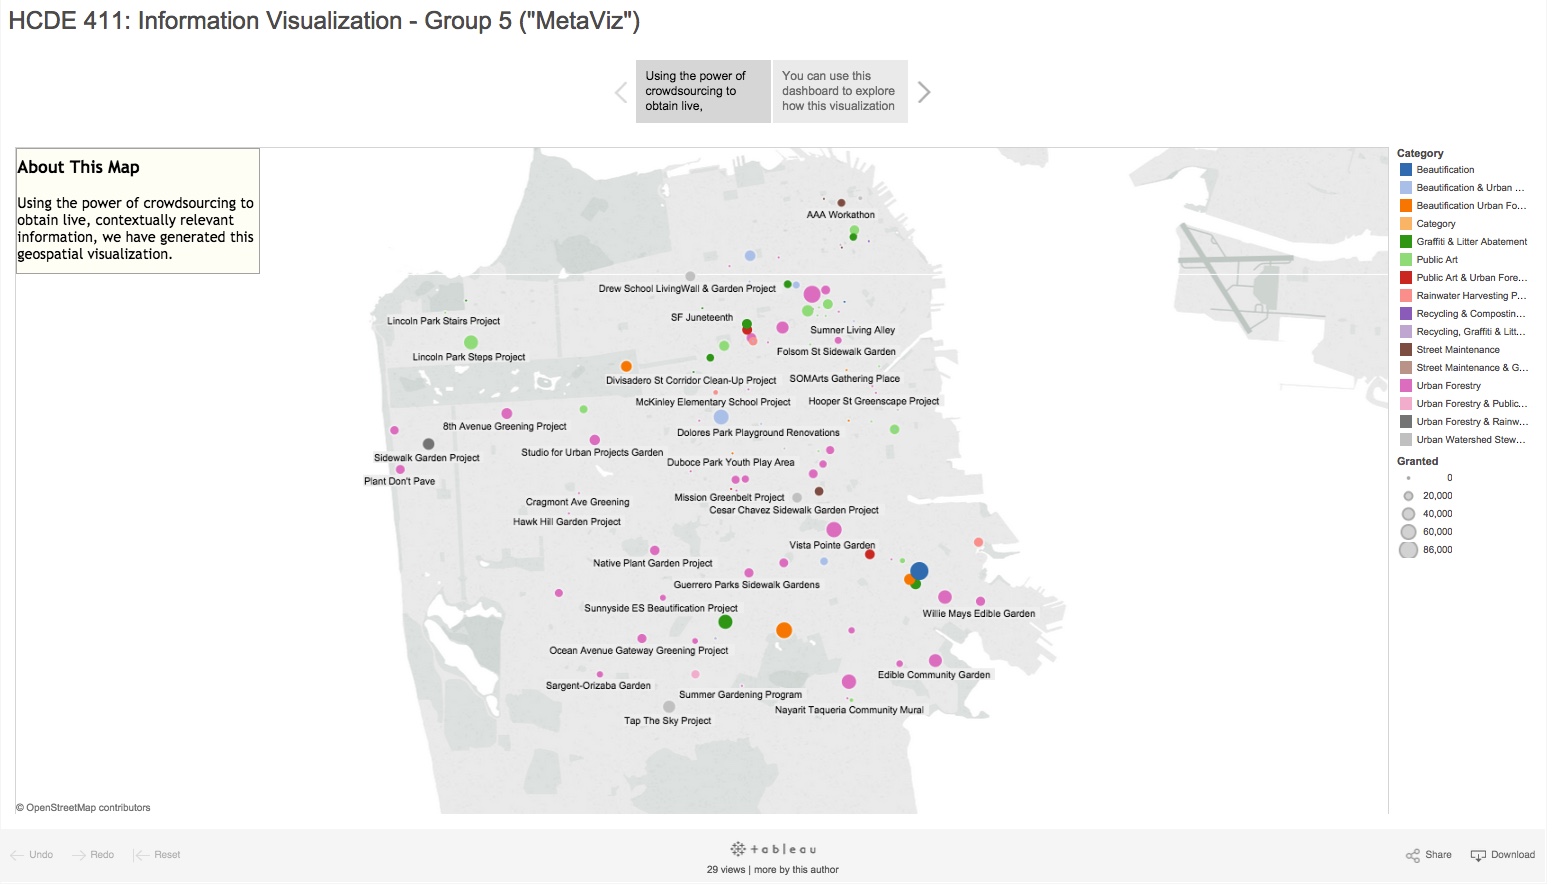 HCDE 411: Information Visualization - Group 5 ("MetaViz")
Using the power of
crowdsourcing to
obtain live,
You can use this
dashboard to explore
how this visualization
About This Map
Using the power of crowdsourcing to
obtain live, contextually relevant
information, we have generated this
geospatial visualization.
AAA Workathon
Drew School LivingWall & Garden Project
SF Juneteenth
Lincoln Park Stairs Project
Sumner Living Alley
Folsom St Sidewalk Garden
Lincoln Park Steps Project
Divisadero St Corridor Clean-Up Project
SOMArts Gathering Place
McKinley Elementary School Project
Hooper St Greenscape Project
8th Avenue Greening Project
Dolores Park Playground Renovations
Studio for Urban Projects Garden
Sidewalk Garden Project
Duboce Park Youth Play Area
Plant Don't Pave
Mission Greenbelt Project
Cragmont Ave Greening
Cesar Chavez Sidewalk Garden Project
Hawk Hill Garden Project
Vista Pointe Garden
Native Plant Garden Project
Guerrero Parks Sidewalk Gardens
Sunnyside ES Beautification Project
Willie Mays Edible Garden
Ocean Avenue Gateway Greening Project
Edible Community Garden
Sargent-Orizaba Garden
Summer Gardening Program
Nayarit Taqueria Community Mural
Tap The Sky Project
© OpenStreetMap contributors
Category
Beautification
Beautification & Urban ...
Beautification Urban Fo...
Category
Graffiti & Litter Abatement
Public Art
Public Art & Urban Fore...
Rainwater Harvesting P...
Recycling & Compostin...
Recycling, Graffiti & Litt...
Street Maintenance
Street Maintenance & G...
Urban Forestry
Urban Forestry & Public...
Urban Forestry & Rainw...
Urban Watershed Stew...
Granted
0
20,000
40,000
60,000
86,000
Undo
Redo
Reset
+ableau
29 views | more by this author
Share
Download